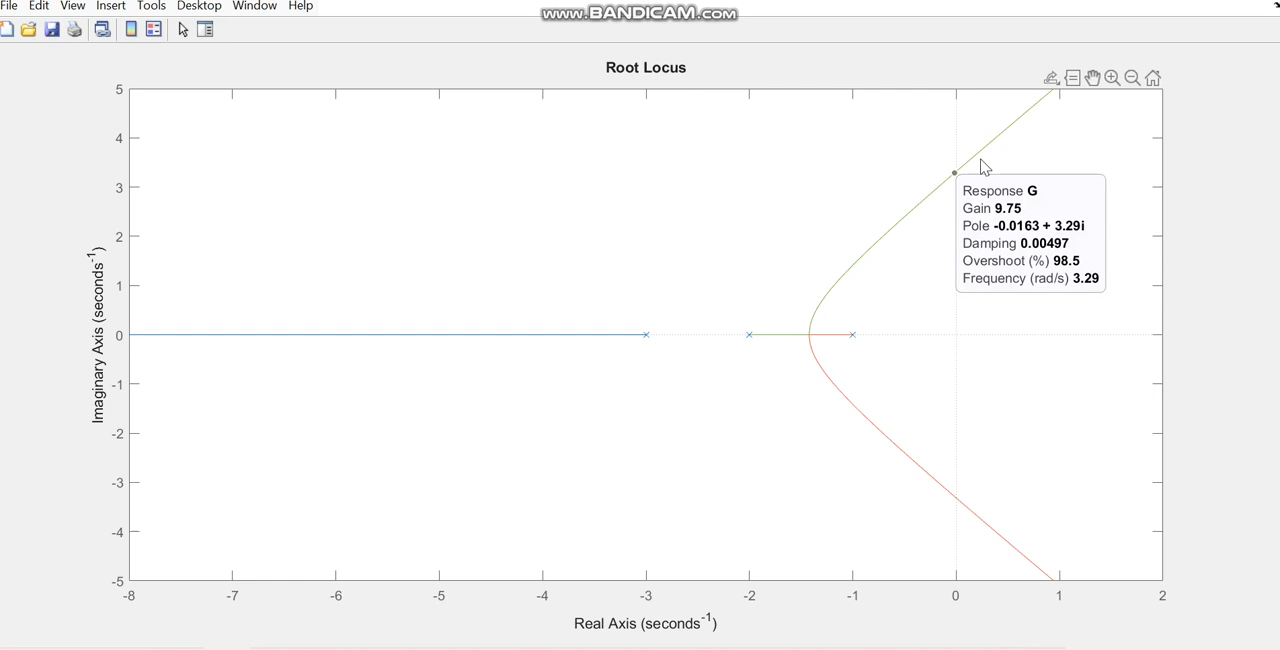 File Edit View Insert Tools Desktop Window Help
WWW.BANDICAM.COM
Root Locus
5
4
3
2
1
0
-1
-2
-3
-4
-5
Imaginary Axis (seconds⁻¹)
Response G
Gain 9.75
Pole -0.0163 + 3.29i
Damping 0.00497
Overshoot (%) 98.5
Frequency (rad/s) 3.29
-8 -7 -6 -5 -4 -3 -2 -1 0 1 2
Real Axis (seconds⁻¹)